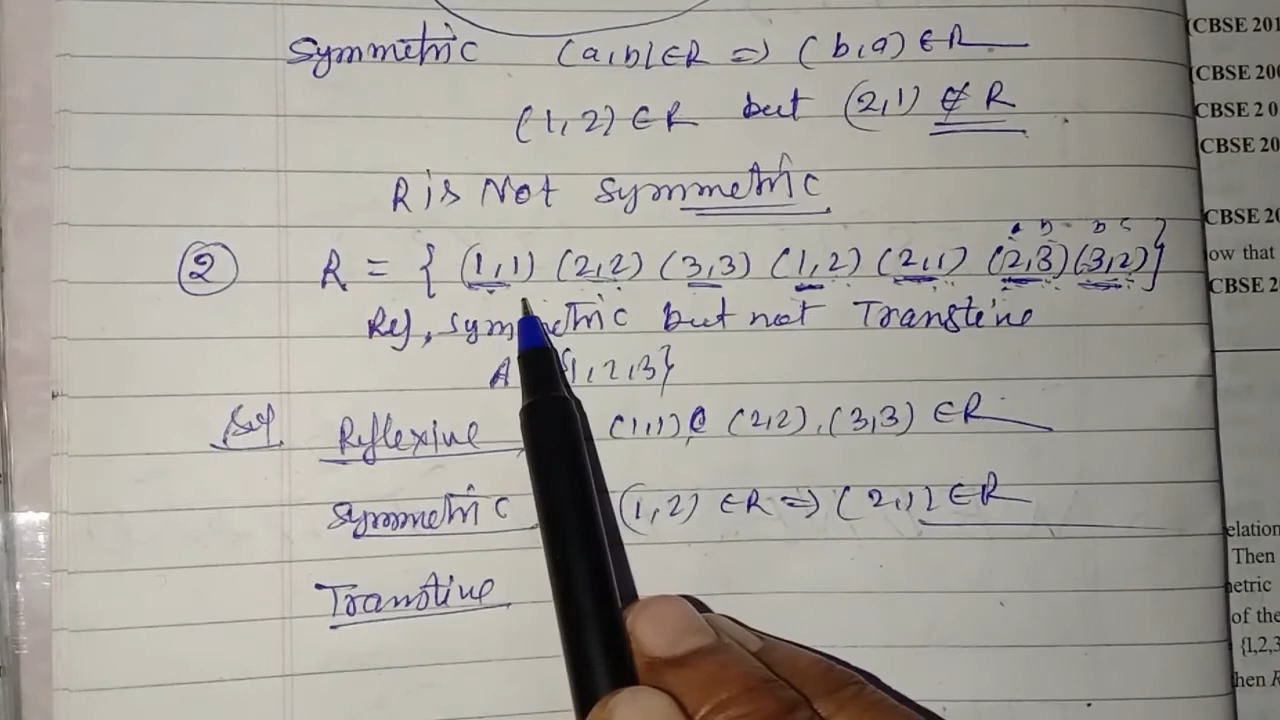 Symmetric (a,b) ∈ R ⇒ (b,a) ∈ R
(1,2) ∈ R but (2,1) ∉ R
R is Not Symmetric
② R = { (1,1) (2,2) (3,3) (1,2) (2,1) (2,3) (3,2) }
a b b c
Ref, Symmetric but not Transtive
A {1,2,3}
Sol Reflexive (1,1), (2,2), (3,3) ∈ R
Symmetric (1,2) ∈ R ⇒ (2,1) ∈ R
Transtive
(CBSE 201
(CBSE 200
CBSE 20
CBSE 20
CBSE 20
ow that
CBSE 2
elation
Then
netric
of the
{1,2,3
hen R